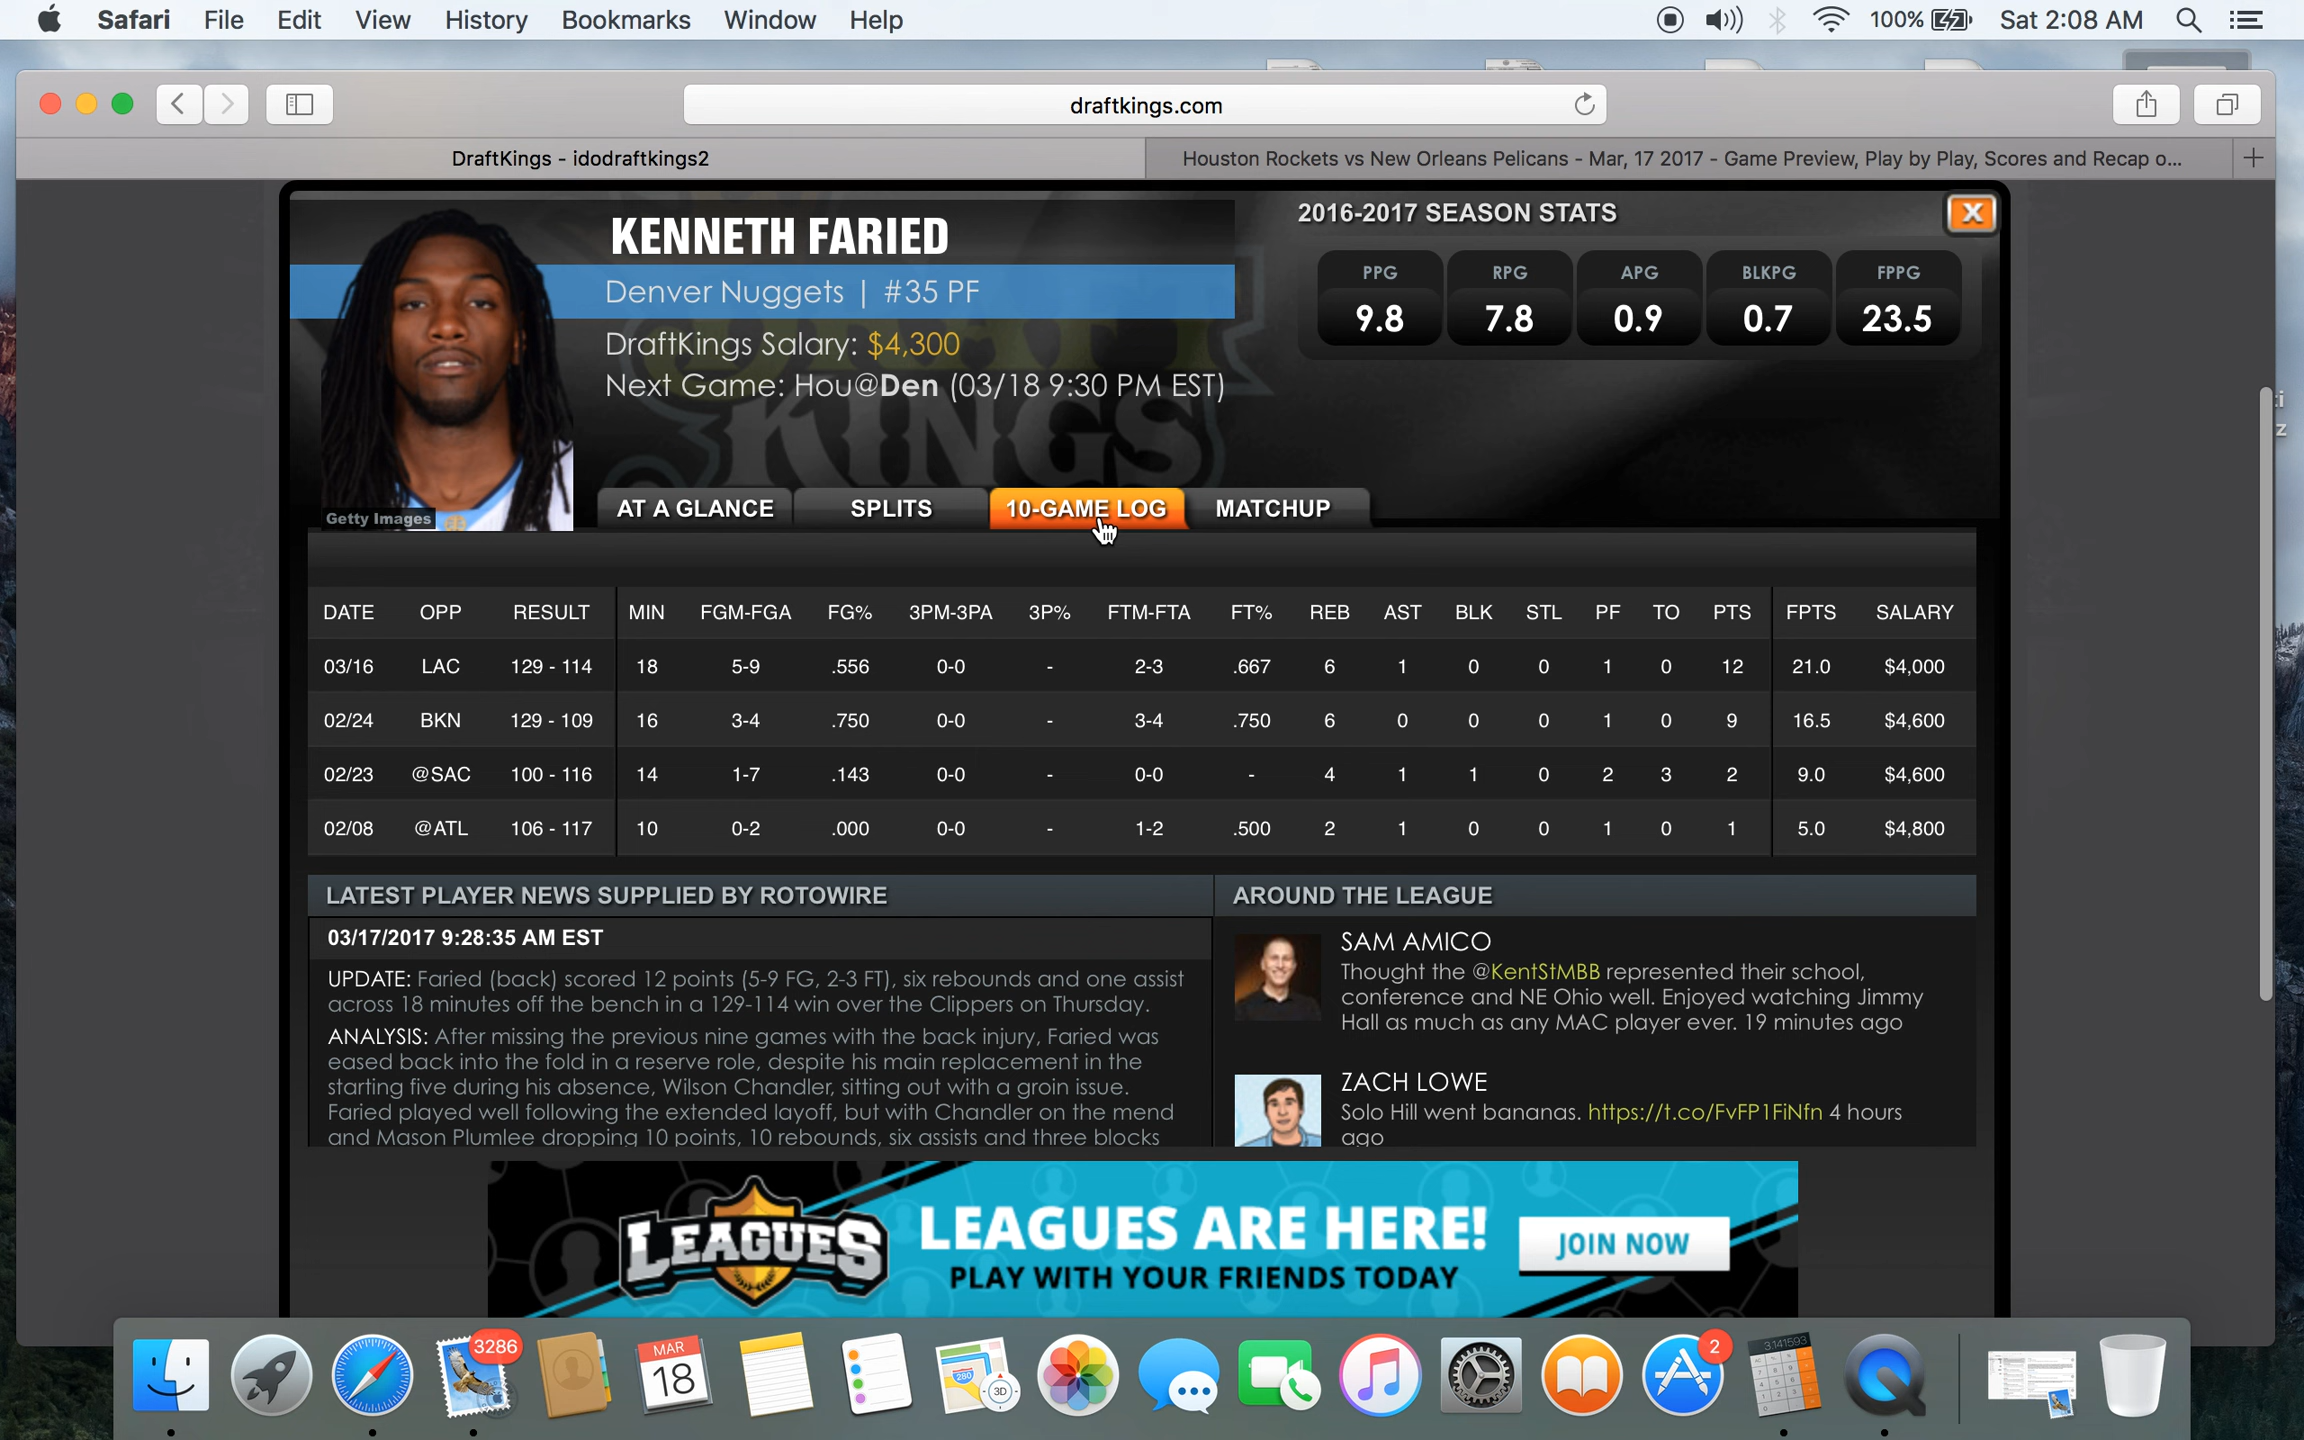 Safari File Edit View History Bookmarks Window Help 100% Sat 2:08 AM
draftkings.com
DraftKings - idodraftkings2
Houston Rockets vs New Orleans Pelicans - Mar, 17 2017 - Game Preview, Play by Play, Scores and Recap o...
KENNETH FARIED
Denver Nuggets | #35 PF
DraftKings Salary: $4,300
Next Game: Hou@Den (03/18 9:30 PM EST)
KINGS
Getty Images
2016-2017 SEASON STATS
X
PPG RPG APG BLKPG FPPG
9.8 7.8 0.9 0.7 23.5
AT A GLANCE SPLITS 10-GAME LOG MATCHUP
DATE OPP RESULT MIN FGM-FGA FG% 3PM-3PA 3P% FTM-FTA FT% REB AST BLK STL PF TO PTS FPTS SALARY
03/16 LAC 129 - 114 18 5-9 .556 0-0 - 2-3 .667 6 1 0 0 1 0 12 21.0 $4,000
02/24 BKN 129 - 109 16 3-4 .750 0-0 - 3-4 .750 6 0 0 0 1 0 9 16.5 $4,600
02/23 @SAC 100 - 116 14 1-7 .143 0-0 - 0-0 - 4 1 1 0 2 3 2 9.0 $4,600
02/08 @ATL 106 - 117 10 0-2 .000 0-0 - 1-2 .500 2 1 0 0 1 0 1 5.0 $4,800
LATEST PLAYER NEWS SUPPLIED BY ROTOWIRE
03/17/2017 9:28:35 AM EST
UPDATE: Faried (back) scored 12 points (5-9 FG, 2-3 FT), six rebounds and one assist
across 18 minutes off the bench in a 129-114 win over the Clippers on Thursday.
ANALYSIS: After missing the previous nine games with the back injury, Faried was
eased back into the fold in a reserve role, despite his main replacement in the
starting five during his absence, Wilson Chandler, sitting out with a groin issue.
Faried played well following the extended layoff, but with Chandler on the mend
and Mason Plumlee dropping 10 points, 10 rebounds, six assists and three blocks
AROUND THE LEAGUE
SAM AMICO
Thought the @KentStMBB represented their school,
conference and NE Ohio well. Enjoyed watching Jimmy
Hall as much as any MAC player ever. 19 minutes ago
ZACH LOWE
Solo Hill went bananas. https://t.co/FvFP1FiNfn 4 hours
ago
LEAGUES
LEAGUES ARE HERE!
PLAY WITH YOUR FRIENDS TODAY
JOIN NOW
3286
MAR
18
280
3D
2
3.141593